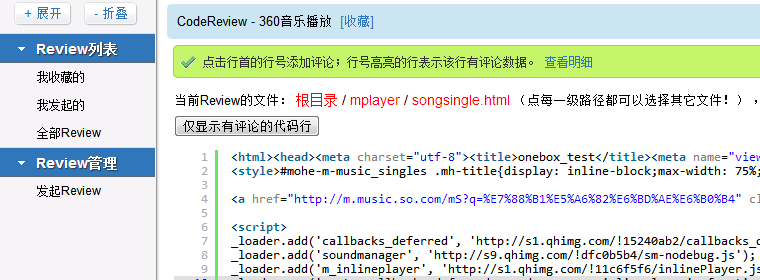 + 展开
- 折叠
Review列表
我收藏的
我发起的
全部Review
Review管理
发起Review
CodeReview - 360音乐播放 [收藏]
点击行首的行号添加评论；行号高亮的行表示该行有评论数据。 查看明细
当前Review的文件： 根目录 / mplayer / songsingle.html （点每一级路径都可以选择其它文件！），
仅显示有评论的代码行
1 <html><head><meta charset="utf-8"><title>onebox_test</title><meta name="view
2 <style>#mohe-m-music_singles .mh-title{display: inline-block;max-width: 75%;
3
4 <a href="http://m.music.so.com/mS?q=%E7%88%B1%E5%A6%82%E6%BD%AE%E6%B0%B4" cl
5
6 <script>
7 _loader.add('callbacks_deferred', 'http://s1.qhimg.com/!15240ab2/callbacks_d
8 _loader.add('soundmanager', 'http://s9.qhimg.com/!dfc0b5b4/sm-nodebug.js');
9 _loader.add('m_inlineplayer', 'http://s1.qhimg.com/!11c6f5f6/inlinePlayer.js
10